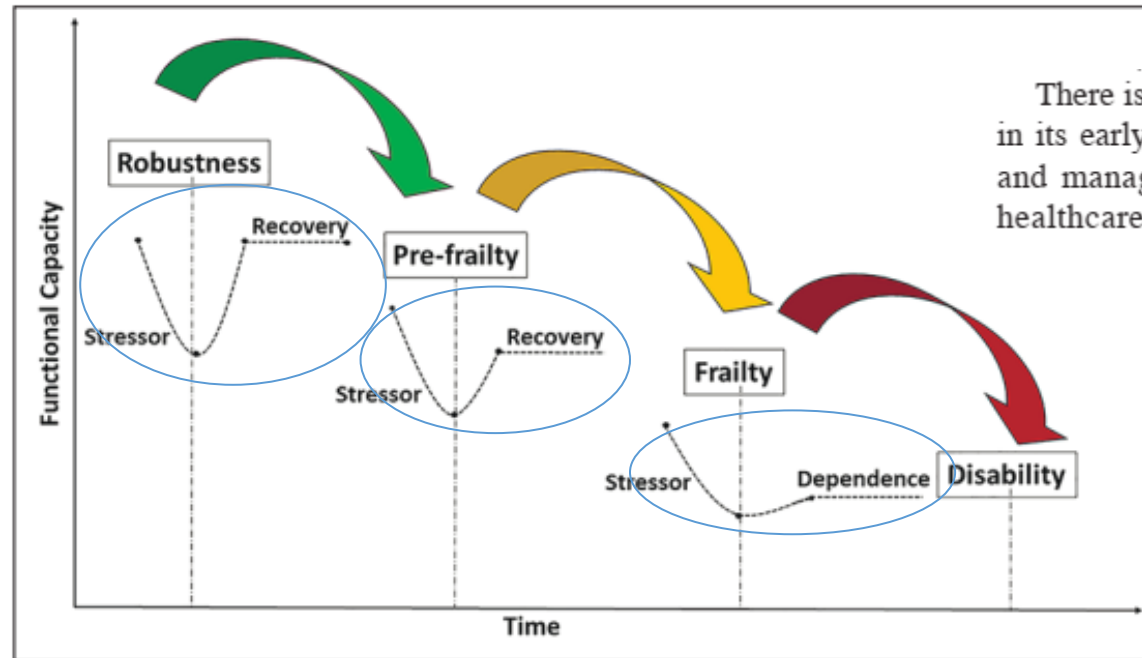 There is
in its early
and manag
healthcare
Robustness
Recovery
Stressor
Pre-frailty
Recovery
Stressor
Frailty
Stressor
Dependence
Disability
Functional Capacity
Time